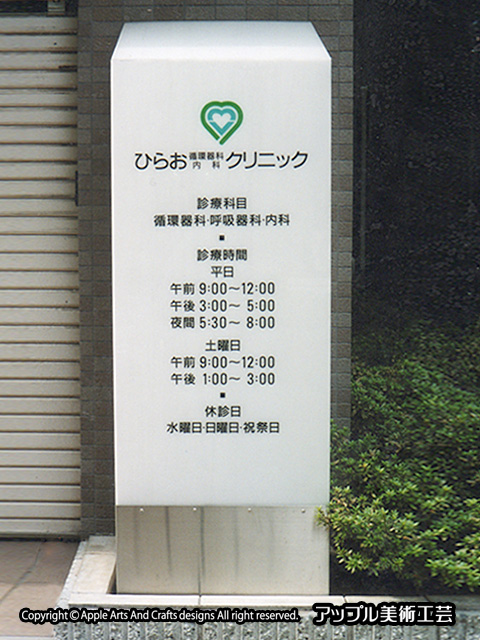 ひらお循環器科内科クリニック
診療科目
循環器科・呼吸器科・内科
■
診療時間
平日
午前 9:00〜12:00
午後 3:00〜 5:00
夜間 5:30〜 8:00
土曜日
午前 9:00〜12:00
午後 1:00〜 3:00
■
休診日
水曜日・日曜日・祝祭日
Copyright © Apple Arts And Crafts designs All right reserved. アップル美術工芸